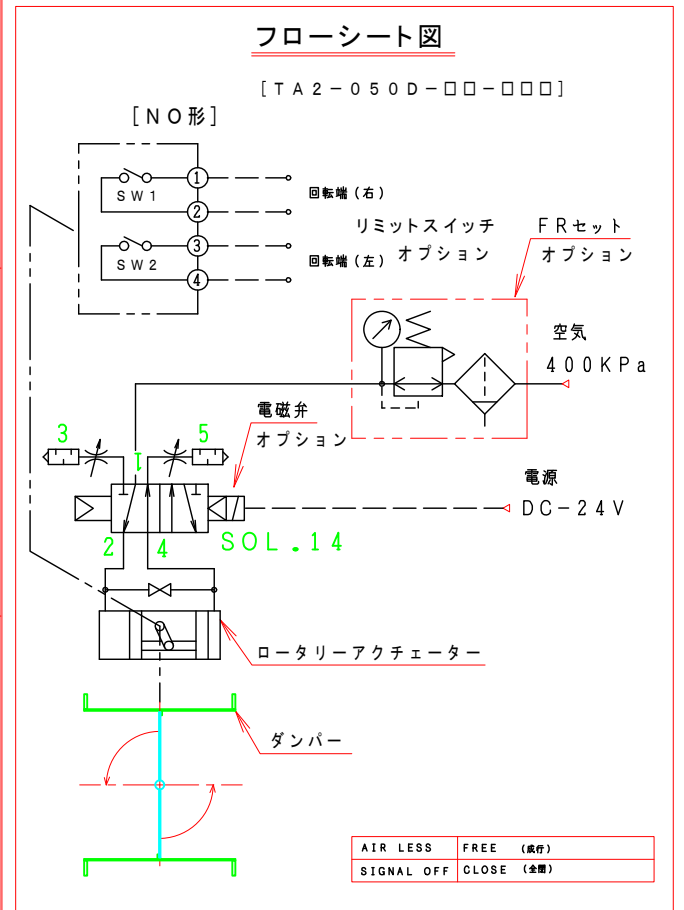 フローシート図
[TA2-050D-□□-□□□]
[NO形]
SW1
SW2
1
2
3
4
回転端(右)
回転端(左)
リミットスイッチ
オプション
FRセット
オプション
空気
400KPa
電磁弁
オプション
3
1
5
電源
DC-24V
2
4
SOL.14
ロータリーアクチェーター
ダンパー
AIR LESS FREE (成行)
SIGNAL OFF CLOSE (全閉)